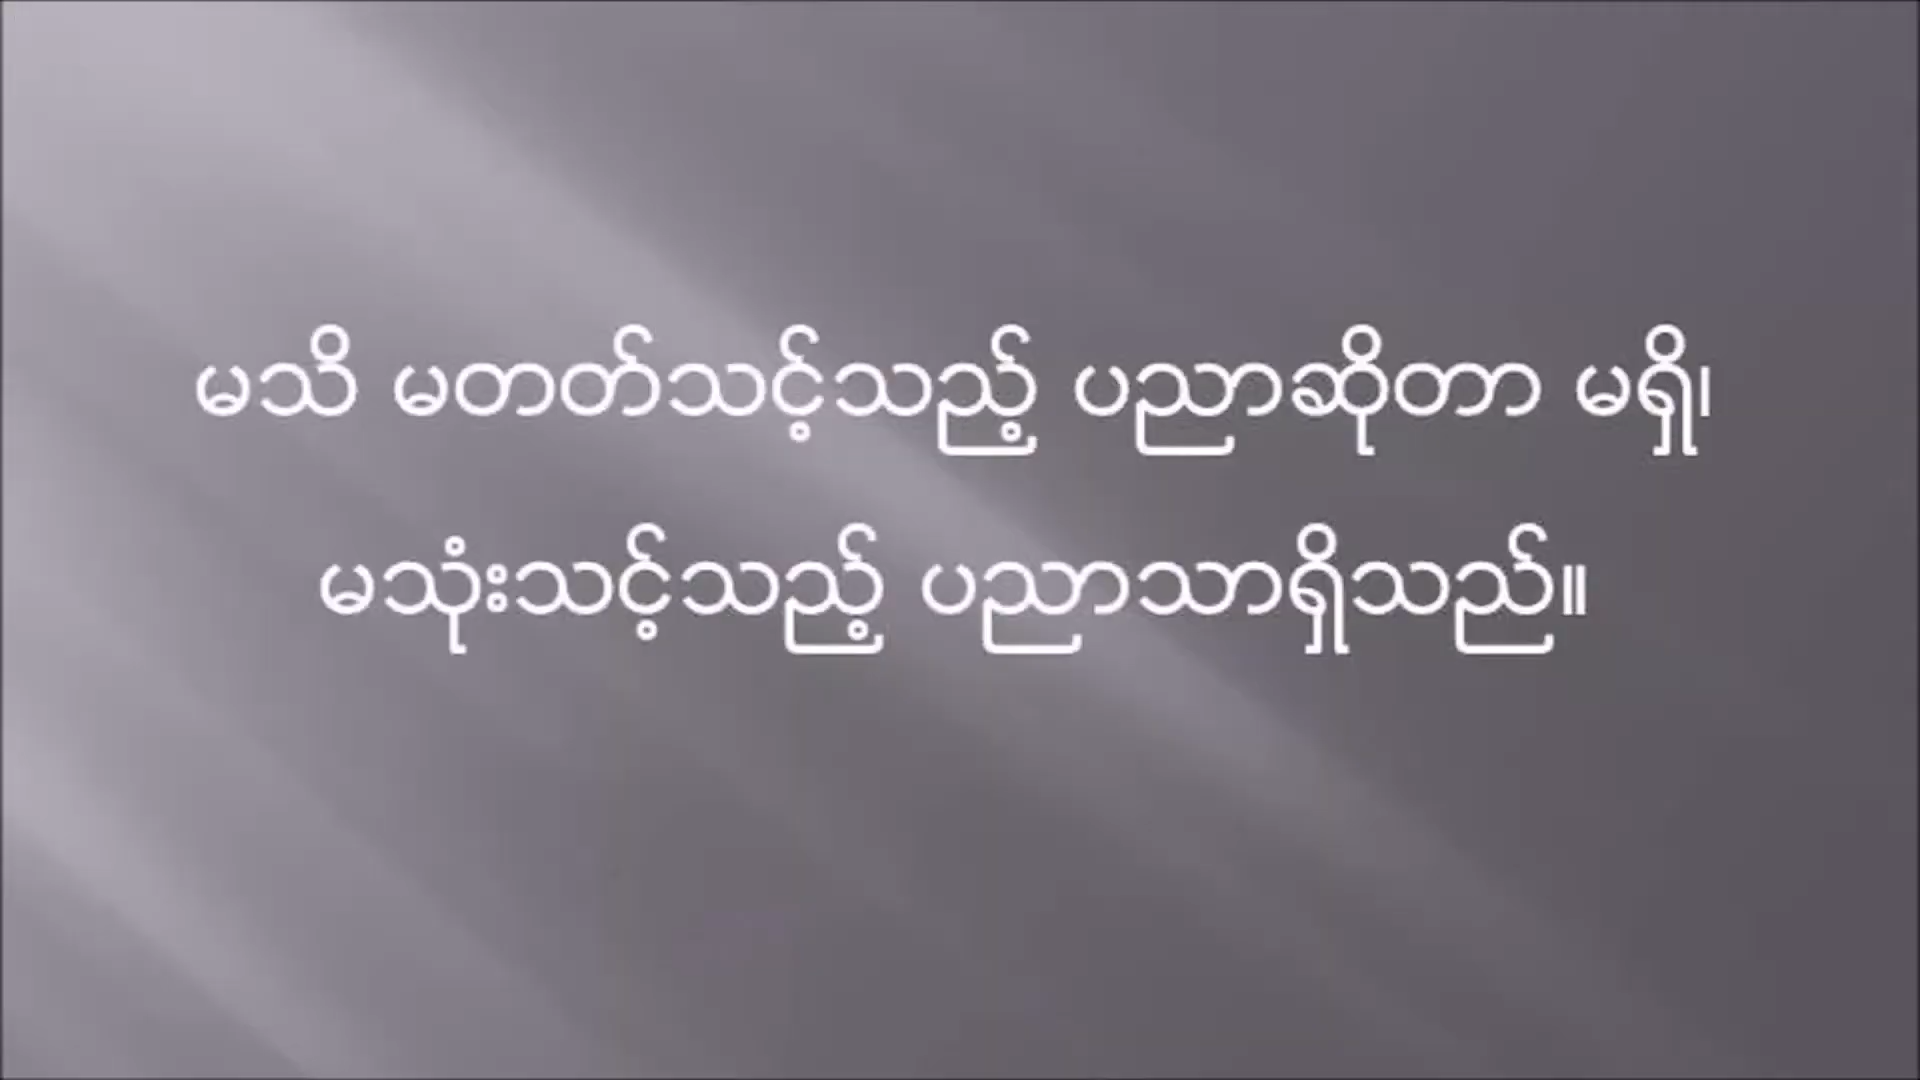 မသိ မတတ်သင့်သည့် ပညာဆိုတာ မရှိ၊
မသုံးသင့်သည့် ပညာသာရှိသည်။